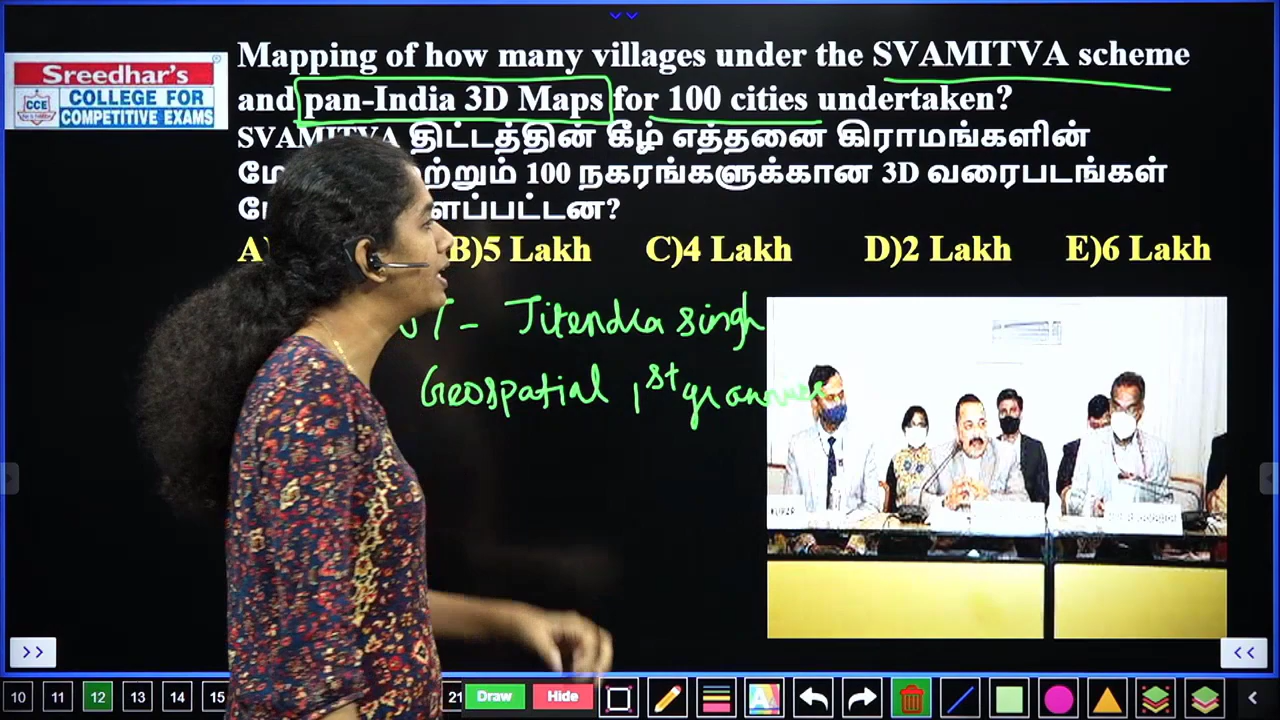 Sreedhar's
CCE
COLLEGE FOR
COMPETITIVE EXAMS
Mapping of how many villages under the SVAMITVA scheme
and pan-India 3D Maps for 100 cities undertaken?
SVAMITVA திட்டத்தின் கீழ் எத்தனை கிராமங்களின்
100 நகரங்களுக்கான 3D வரைபடங்கள்
A) B)5 Lakh C)4 Lakh D)2 Lakh E)6 Lakh
Jitendra singh
Geospatial 1st
>> <<
10 11 12 13 14 15 21 Draw Hide